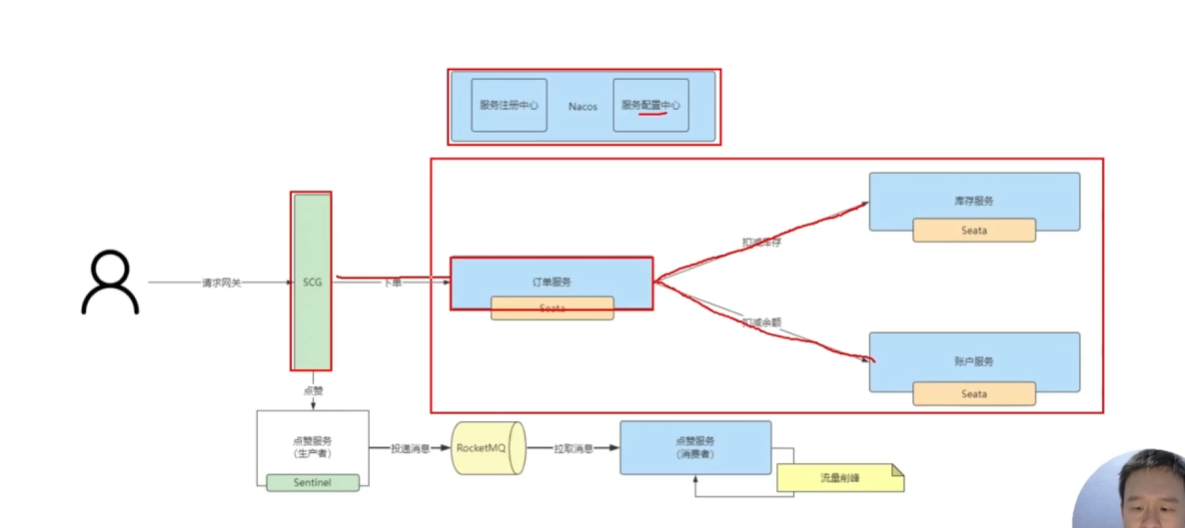 服务注册中心
Nacos
服务配置中心
库存服务
Seata
扣减库存
请求网关
SCG
下单
订单服务
Seata
扣减余额
账户服务
Seata
点赞
点赞服务
(生产者)
Sentinel
投递消息
RocketMQ
拉取消息
点赞服务
(消费者)
流量削峰